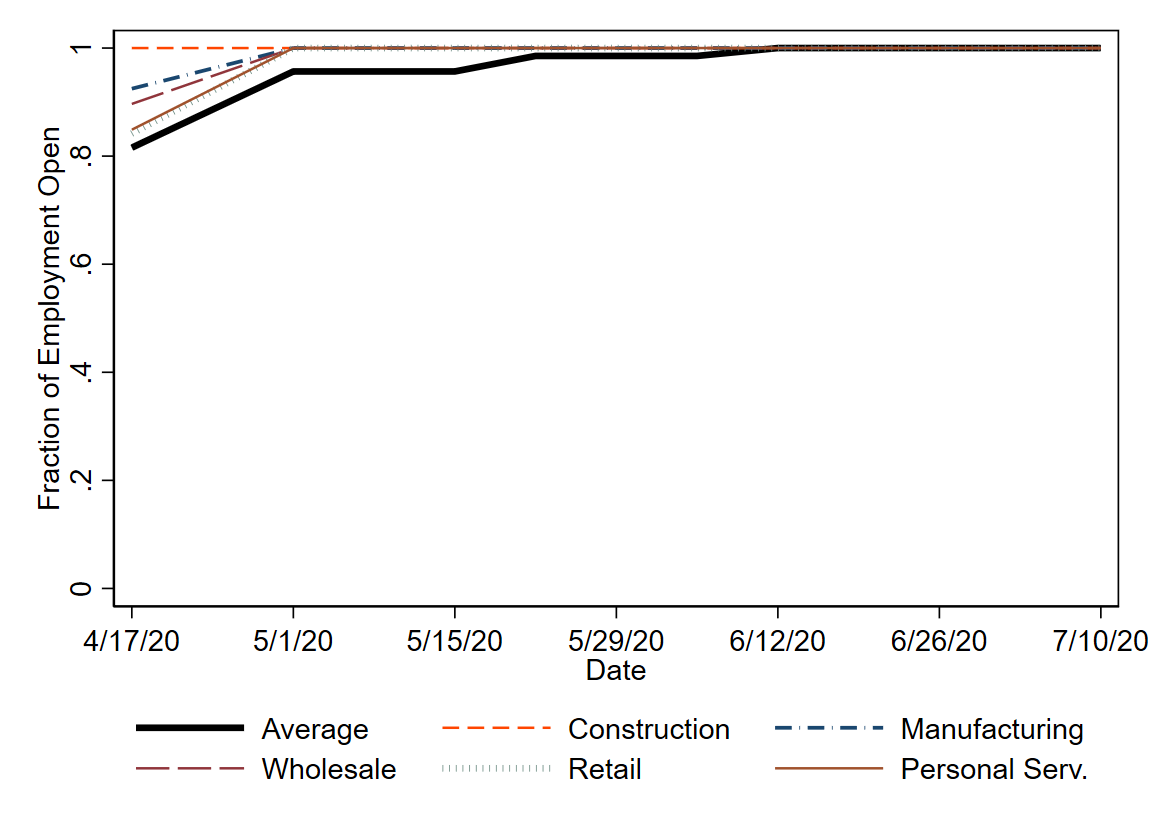 Fraction of Employment Open
1
.8
.6
.4
.2
0
4/17/20 5/1/20 5/15/20 5/29/20 6/12/20 6/26/20 7/10/20
Date
Average Construction Manufacturing
Wholesale Retail Personal Serv.